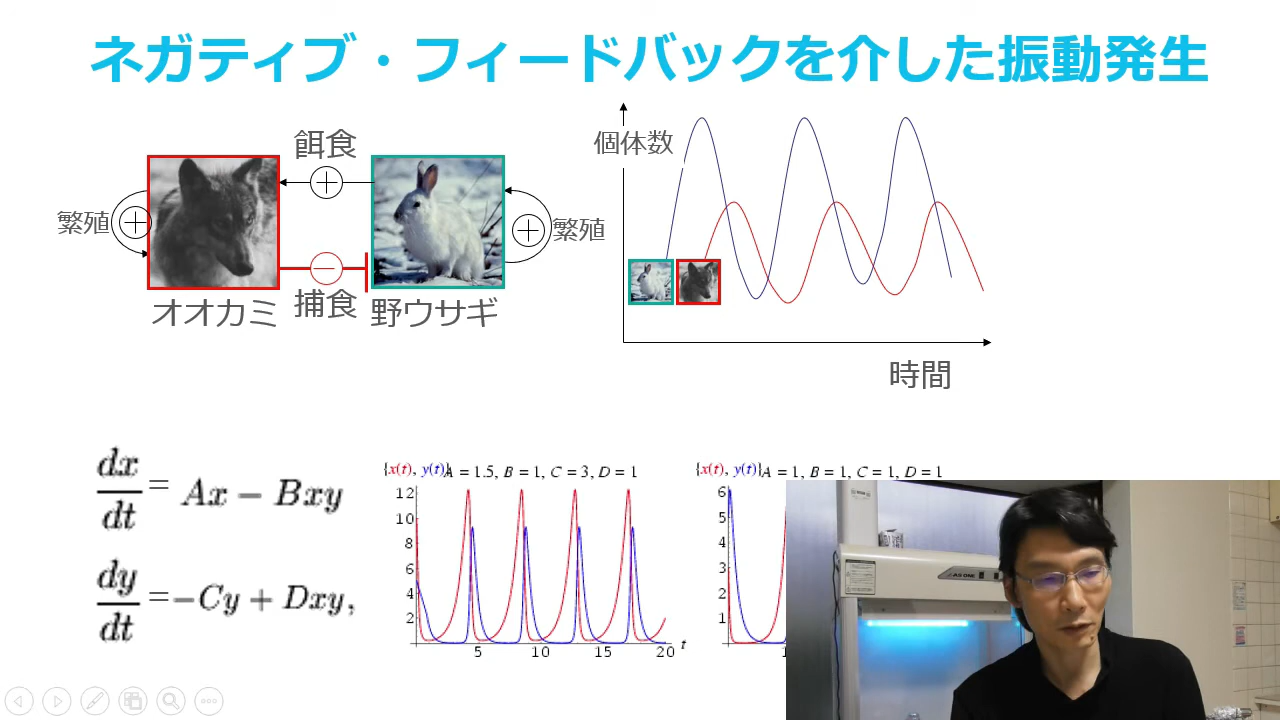 ネガティブ・フィードバックを介した振動発生
餌食
繁殖
繁殖
捕食
オオカミ
野ウサギ
個体数
時間
dx/dt = Ax − Bxy
dy/dt =−Cy + Dxy,
{x(t), y(t)} A = 1.5, B = 1, C = 3, D = 1
12
10
8
6
4
2
5 10 15 20 t
{x(t), y(t)} A = 1, B = 1, C = 1, D = 1
6
5
4
3
2
1